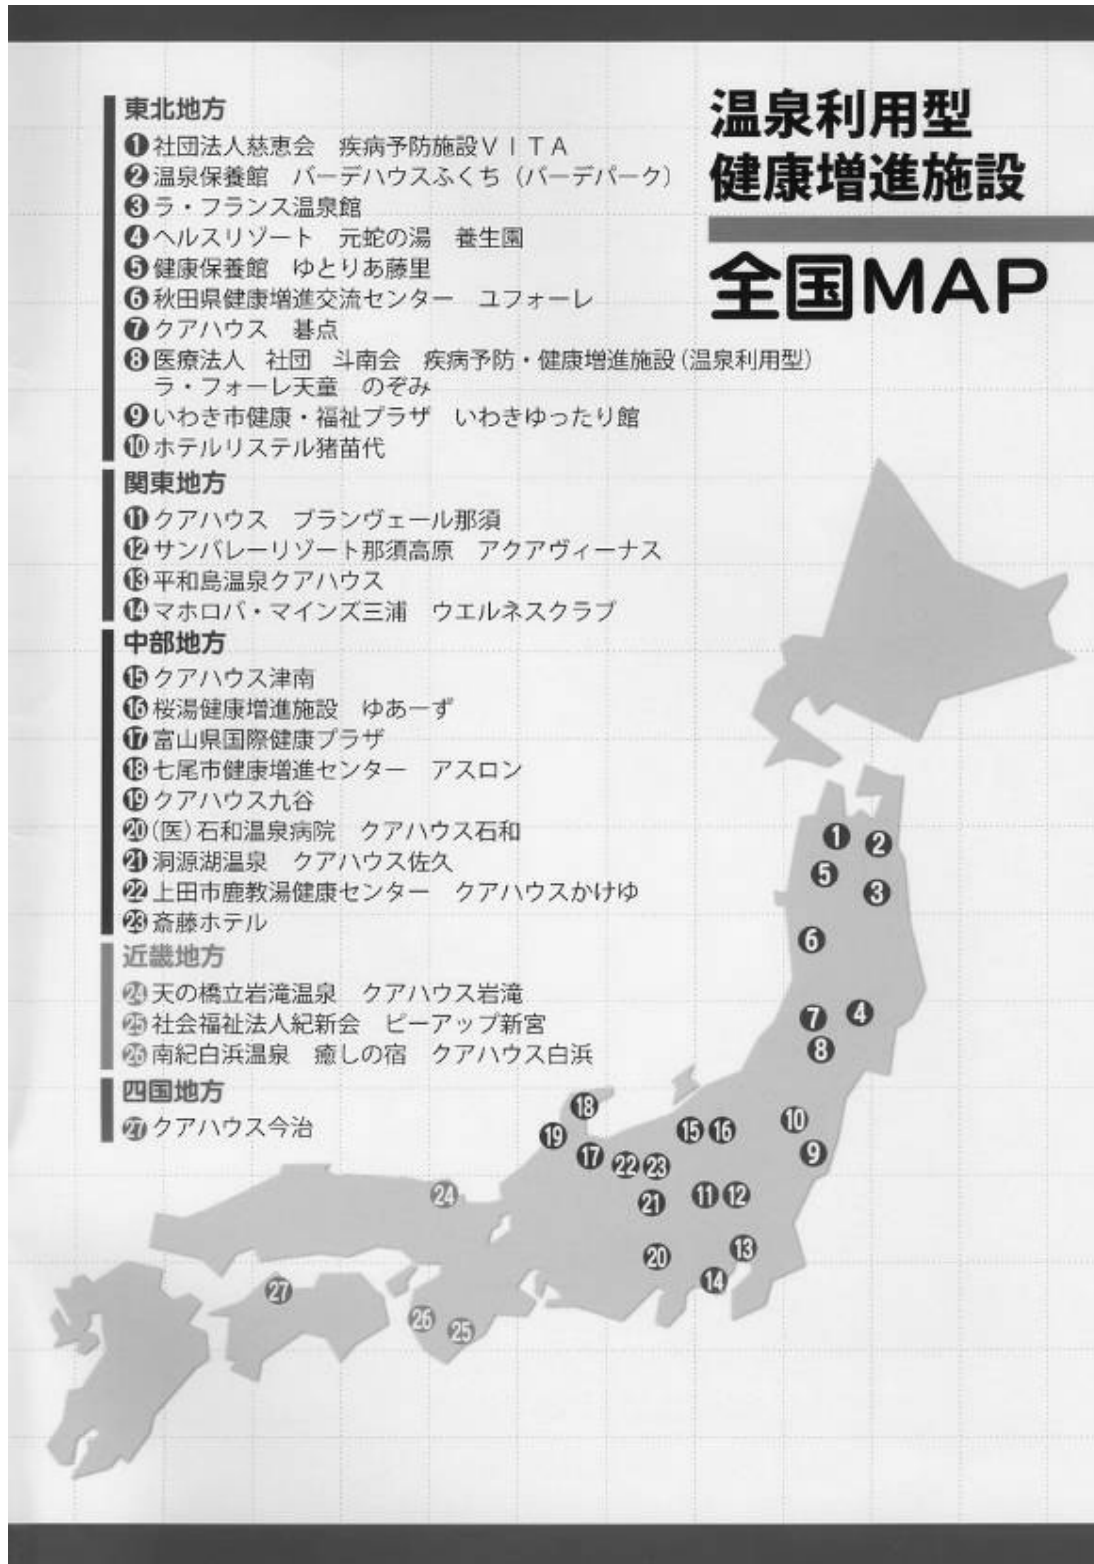 温泉利用型
健康増進施設
全国MAP
東北地方
❶社団法人慈恵会　疾病予防施設ＶＩＴＡ
❷温泉保養館　バーデハウスふくち（バーデパーク）
❸ラ・フランス温泉館
❹ヘルスリゾート　元蛇の湯　養生園
❺健康保養館　ゆとりあ藤里
❻秋田県健康増進交流センター　ユフォーレ
❼クアハウス　碁点
❽医療法人　社団　斗南会　疾病予防・健康増進施設（温泉利用型）
ラ・フォーレ天童　のぞみ
❾いわき市健康・福祉プラザ　いわきゆったり館
❿ホテルリステル猪苗代
関東地方
⓫クアハウス　ブランヴェール那須
⓬サンバレーリゾート那須高原　アクアヴィーナス
⓭平和島温泉クアハウス
⓮マホロバ・マインズ三浦　ウエルネスクラブ
中部地方
⓯クアハウス津南
⓰桜湯健康増進施設　ゆあーず
⓱富山県国際健康プラザ
⓲七尾市健康増進センター　アスロン
⓳クアハウス九谷
⓴（医）石和温泉病院　クアハウス石和
㉑洞源湖温泉　クアハウス佐久
㉒上田市鹿教湯健康センター　クアハウスかけゆ
㉓斎藤ホテル
近畿地方
㉔天の橋立岩滝温泉　クアハウス岩滝
㉕社会福祉法人紀新会　ピーアップ新宮
㉖南紀白浜温泉　癒しの宿　クアハウス白浜
四国地方
㉗クアハウス今治
❶
❷
❺
❸
❻
❼
❹
❽
⓲
⓳
⓱
⓯
⓰
❿
❾
㉒
㉓
㉔
㉑
⓫
⓬
⓴
⓭
⓮
㉗
㉖
㉕